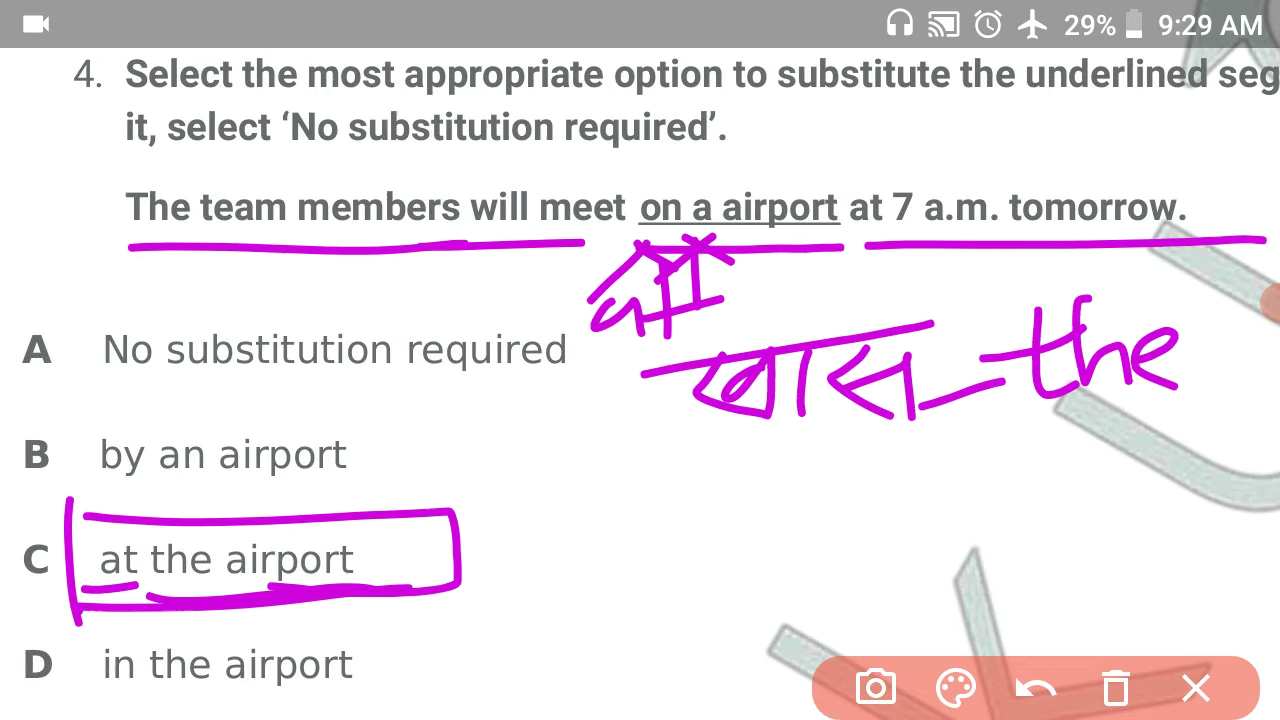 29% 9:29 AM
4. Select the most appropriate option to substitute the underlined seg
it, select ‘No substitution required’.
The team members will meet on a airport at 7 a.m. tomorrow.
खास the
A No substitution required
B by an airport
C at the airport
D in the airport